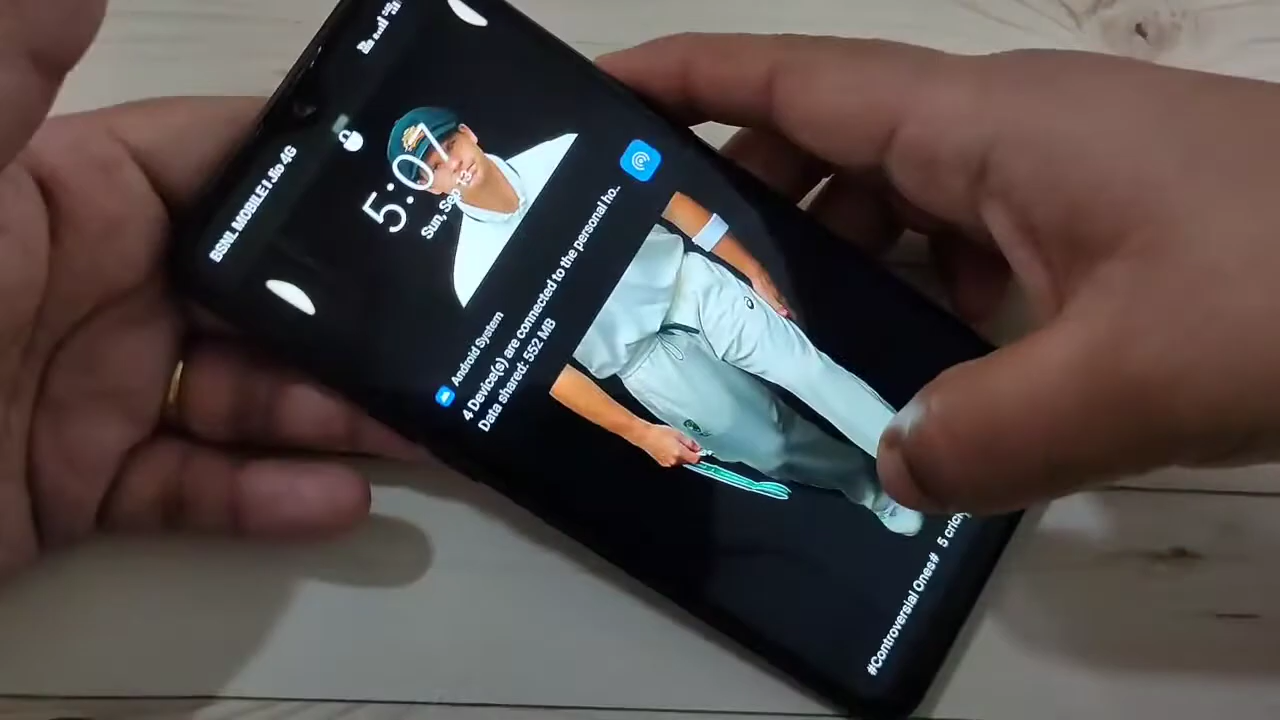 BSNL MOBILE | Jio 4G
5:07
Sun, Sep 13
Android System
4 Device(s) are connected to the personal ho..
Data shared: 552 MB
#Controversial Ones# 5 cric